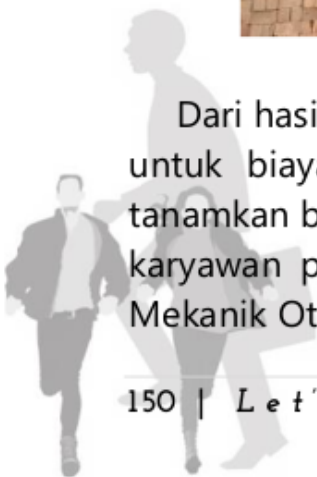 Dari hasi
untuk biaya
tanamkan b
karyawan p
Mekanik Ot
150 | Let'